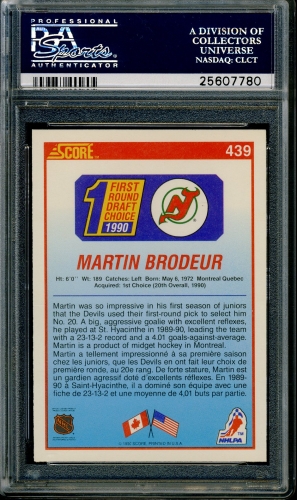 PROFESSIONAL
PSA
Sports
AUTHENTICATOR
A DIVISION OF
COLLECTORS
UNIVERSE
NASDAQ: CLCT
25607780
SCORE
439
1 FIRST
ROUND
DRAFT
CHOICE
1990
NJ
MARTIN BRODEUR
Ht: 6'0" Wt: 189 Catches: Left Born: May 6, 1972 Montreal Quebec
Acquired: 1st Choice (20th Overall, 1990)
Martin was so impressive in his first season of juniors
that the Devils used their first-round pick to select him
No. 20. A big, aggressive goalie with excellent reflexes,
he played at St. Hyacinthe in 1989-90, leading the team
with a 23-13-2 record and a 4.01 goals-against-average.
Martin is a product of midget hockey in Montreal.
Martin a tellement impressionné à sa première saison
chez les juniors, que les Devils en ont fait leur choix de
première ronde, au 20e rang. De forte stature, Martin est
un gardien agressif doté d'excellents réflexes. En 1989-
90 à Saint-Hyacinthe, il a dominé son équipe avec une
fiche de 23-13-2 et une moyenne de 4,01 buts par partie.
NHL
© 1990 SCORE, PRINTED IN U.S.A.
NHLPA
TM